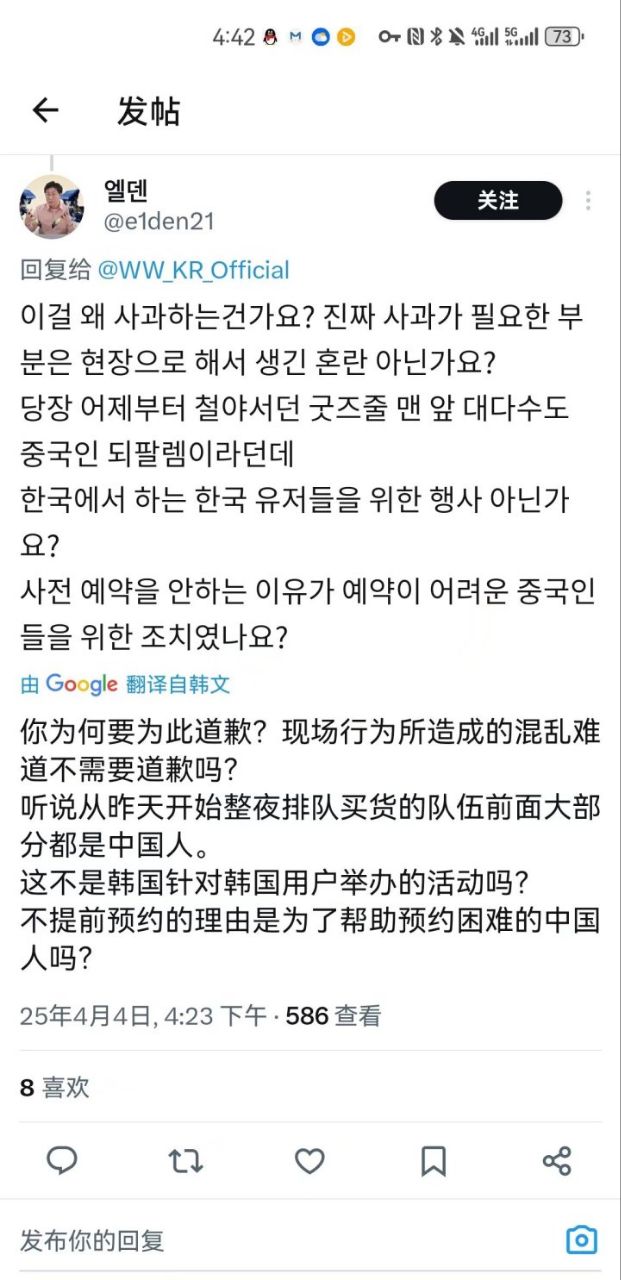 4:42
4G
5G
73
发帖
엘덴
@e1den21
关注
回复给 @WW_KR_Official
이걸 왜 사과하는건가요? 진짜 사과가 필요한 부
분은 현장으로 해서 생긴 혼란 아닌가요?
당장 어제부터 철야서던 굿즈줄 맨 앞 대다수도
중국인 되팔렘이라던데
한국에서 하는 한국 유저들을 위한 행사 아닌가
요?
사전 예약을 안하는 이유가 예약이 어려운 중국인
들을 위한 조치였나요?
由 Google 翻译自韩文
你为何要为此道歉？现场行为所造成的混乱难
道不需要道歉吗？
听说从昨天开始整夜排队买货的队伍前面大部
分都是中国人。
这不是韩国针对韩国用户举办的活动吗？
不提前预约的理由是为了帮助预约困难的中国
人吗？
25年4月4日, 4:23 下午 · 586 查看
8 喜欢
发布你的回复